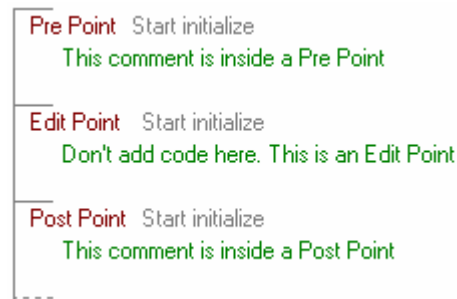 Pre Point Start initialize
This comment is inside a Pre Point
Edit Point Start initialize
Don't add code here. This is an Edit Point
Post Point Start initialize
This comment is inside a Post Point